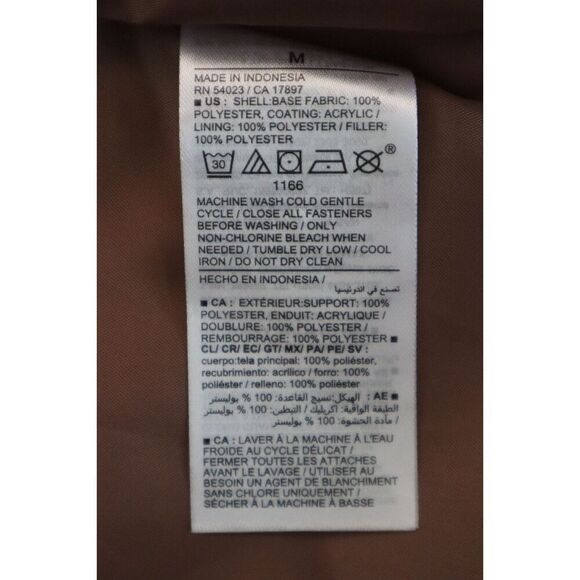 M
MADE IN INDONESIA
RN 54023 / CA 17897
■ US : SHELL:BASE FABRIC: 100%
POLYESTER, COATING: ACRYLIC /
LINING: 100% POLYESTER / FILLER:
100% POLYESTER
30
®
1166
MACHINE WASH COLD GENTLE
CYCLE / CLOSE ALL FASTENERS
BEFORE WASHING / ONLY
NON-CHLORINE BLEACH WHEN
NEEDED / TUMBLE DRY LOW / COOL
IRON / DO NOT DRY CLEAN
HECHO EN INDONESIA /
تصنع في اندونيسيا
■ CA : EXTÉRIEUR:SUPPORT: 100%
POLYESTER, ENDUIT: ACRYLIQUE /
DOUBLURE: 100% POLYESTER /
REMBOURRAGE: 100% POLYESTER ■
CL/ CR/ EC/ GT/ MX/ PA/ PE/ SV :
cuerpo:tela principal: 100% poliéster,
recubrimiento: acrílico / forro: 100%
poliéster / relleno: 100% poliéster
■ AE : الهيكل: نسيج القاعدة: 100 % بوليستر
الطبقة الواقية: اكريليك / التبطين: 100 % بوليستر
/ مادة الحشوة: 100 % بوليستر
■ CA : LAVER À LA MACHINE À L'EAU
FROIDE AU CYCLE DÉLICAT /
FERMER TOUTES LES ATTACHES
AVANT LE LAVAGE / UTILISER AU
BESOIN UN AGENT DE BLANCHIMENT
SANS CHLORE UNIQUEMENT /
SÉCHER À LA MACHINE À BASSE